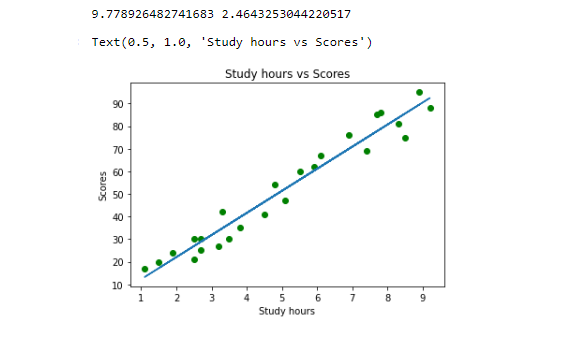 9.778926482741683 2.4643253044220517
Text(0.5, 1.0, 'Study hours vs Scores')
Study hours vs Scores
90
80
70
60
50
40
30
20
10
Scores
1 2 3 4 5 6 7 8 9
Study hours